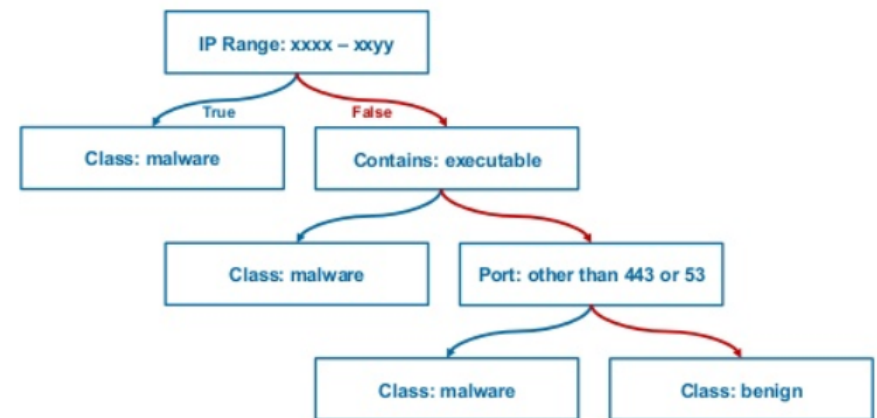 IP Range: xxxx – xxyy
True
False
Class: malware
Contains: executable
Class: malware
Port: other than 443 or 53
Class: malware
Class: benign